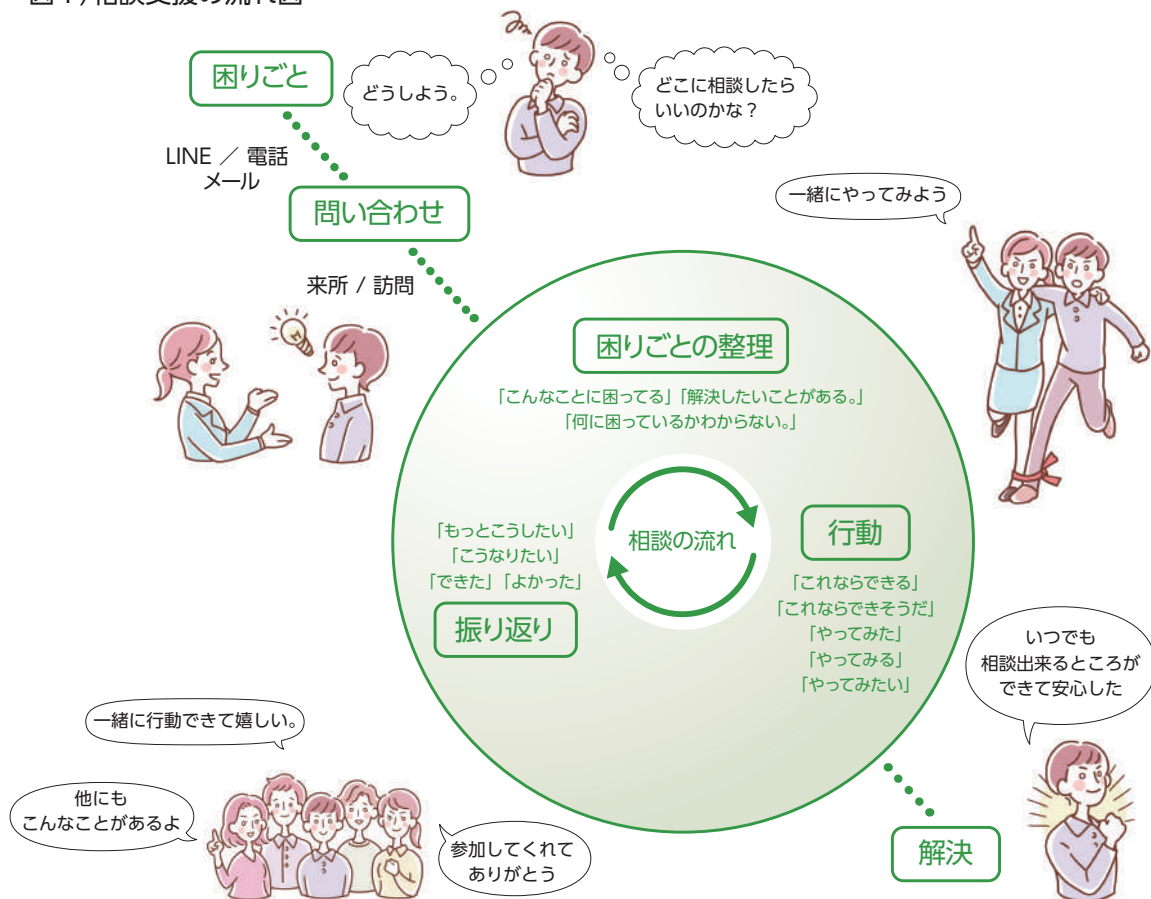 困りごと
どうしよう。
どこに相談したら
いいのかな？
LINE ／ 電話
メール
問い合わせ
一緒にやってみよう
来所 / 訪問
困りごとの整理
「こんなことに困ってる」「解決したいことがある。」
「何に困っているかわからない。」
相談の流れ
行動
「これならできる」
「これならできそうだ」
「やってみた」
「やってみる」
「やってみたい」
「もっとこうしたい」
「こうなりたい」
「できた」「よかった」
振り返り
いつでも
相談出来るところが
できて安心した
一緒に行動できて嬉しい。
他にも
こんなことがあるよ
参加してくれて
ありがとう
解決